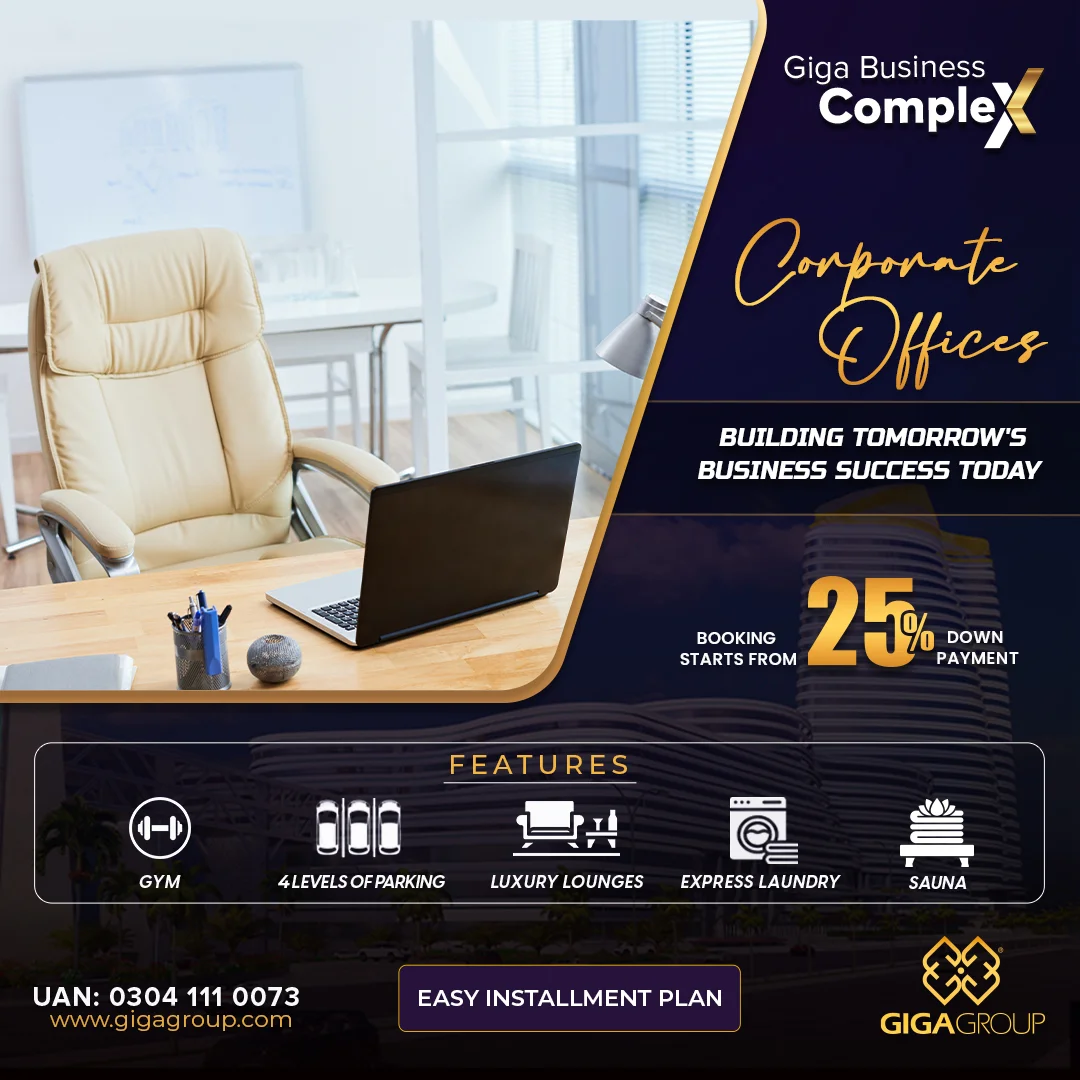 Giga Business
Complex
Corporate
Offices
BUILDING TOMORROW'S
BUSINESS SUCCESS TODAY
BOOKING
STARTS FROM
25%
DOWN
PAYMENT
FEATURES
GYM
4 LEVELS OF PARKING
LUXURY LOUNGES
EXPRESS LAUNDRY
SAUNA
UAN: 0304 111 0073
www.gigagroup.com
EASY INSTALLMENT PLAN
®
GIGAGROUP